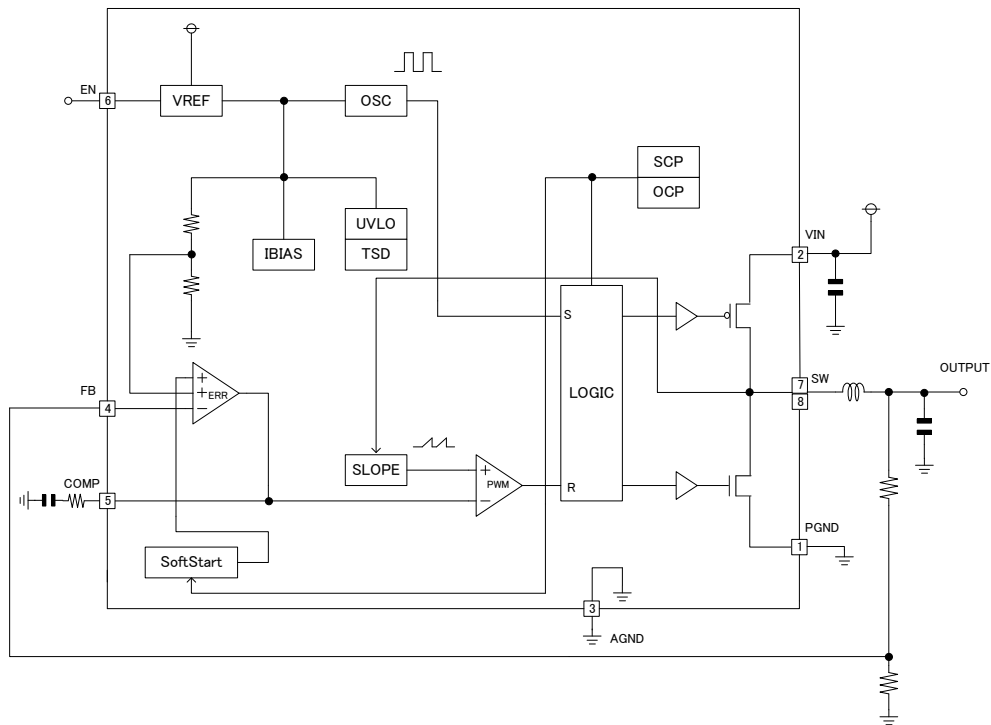 EN
6
VREF
OSC
SCP
OCP
UVLO
TSD
IBIAS
VIN
2
S
LOGIC
R
FB
4
+
+
−
ERR
SW
7
8
OUTPUT
COMP
5
SLOPE
+
−
PWM
SoftStart
PGND
1
3
AGND